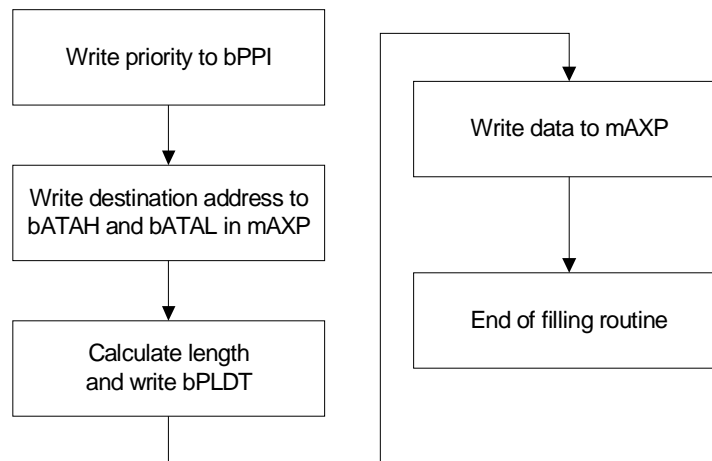 Write priority to bPPI
Write destination address to
bATAH and bATAL in mAXP
Calculate length
and write bPLDT
Write data to mAXP
End of filling routine